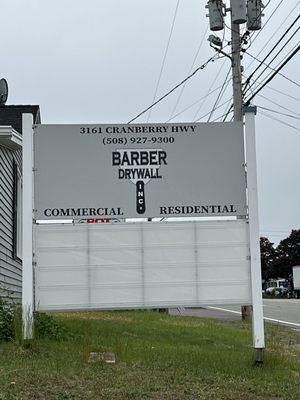 3161 CRANBERRY HWY
(508) 927-9300
BARBER
DRYWALL
INC.
COMMERCIAL RESIDENTIAL